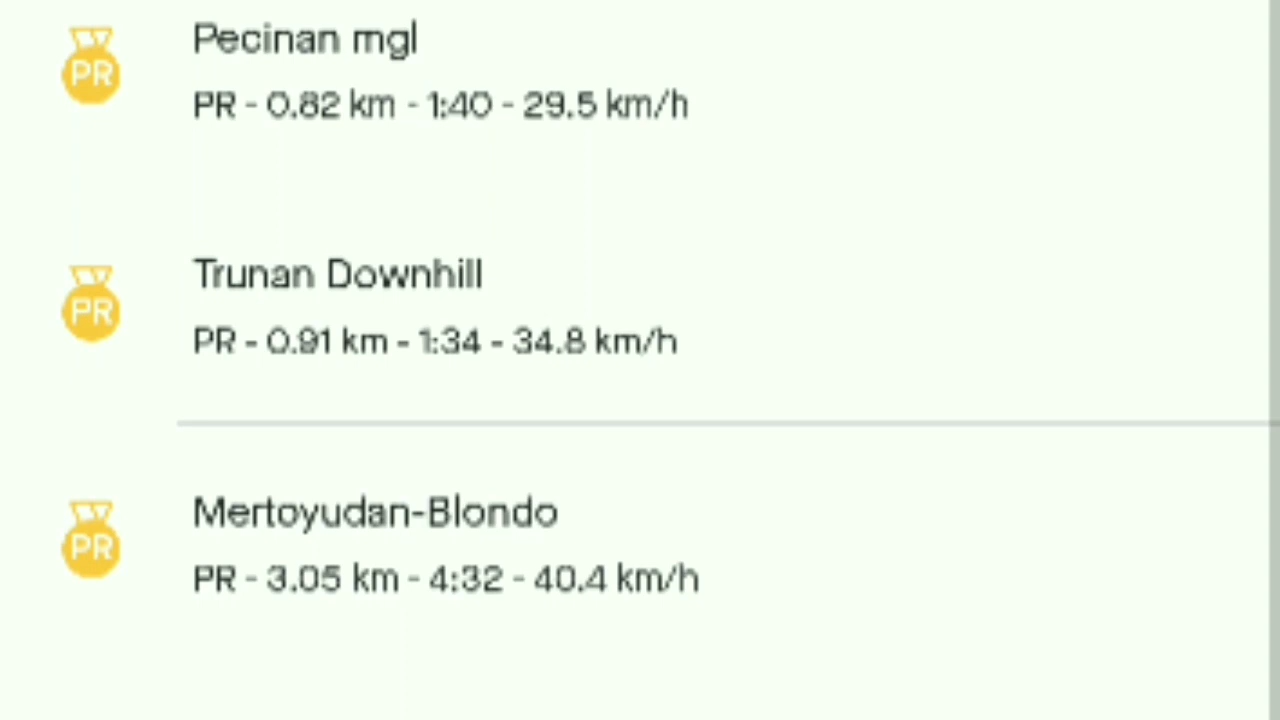 PR
Pecinan mgl
PR - 0.82 km - 1:40 - 29.5 km/h
PR
Trunan Downhill
PR - 0.91 km - 1:34 - 34.8 km/h
PR
Mertoyudan-Blondo
PR - 3.05 km - 4:32 - 40.4 km/h